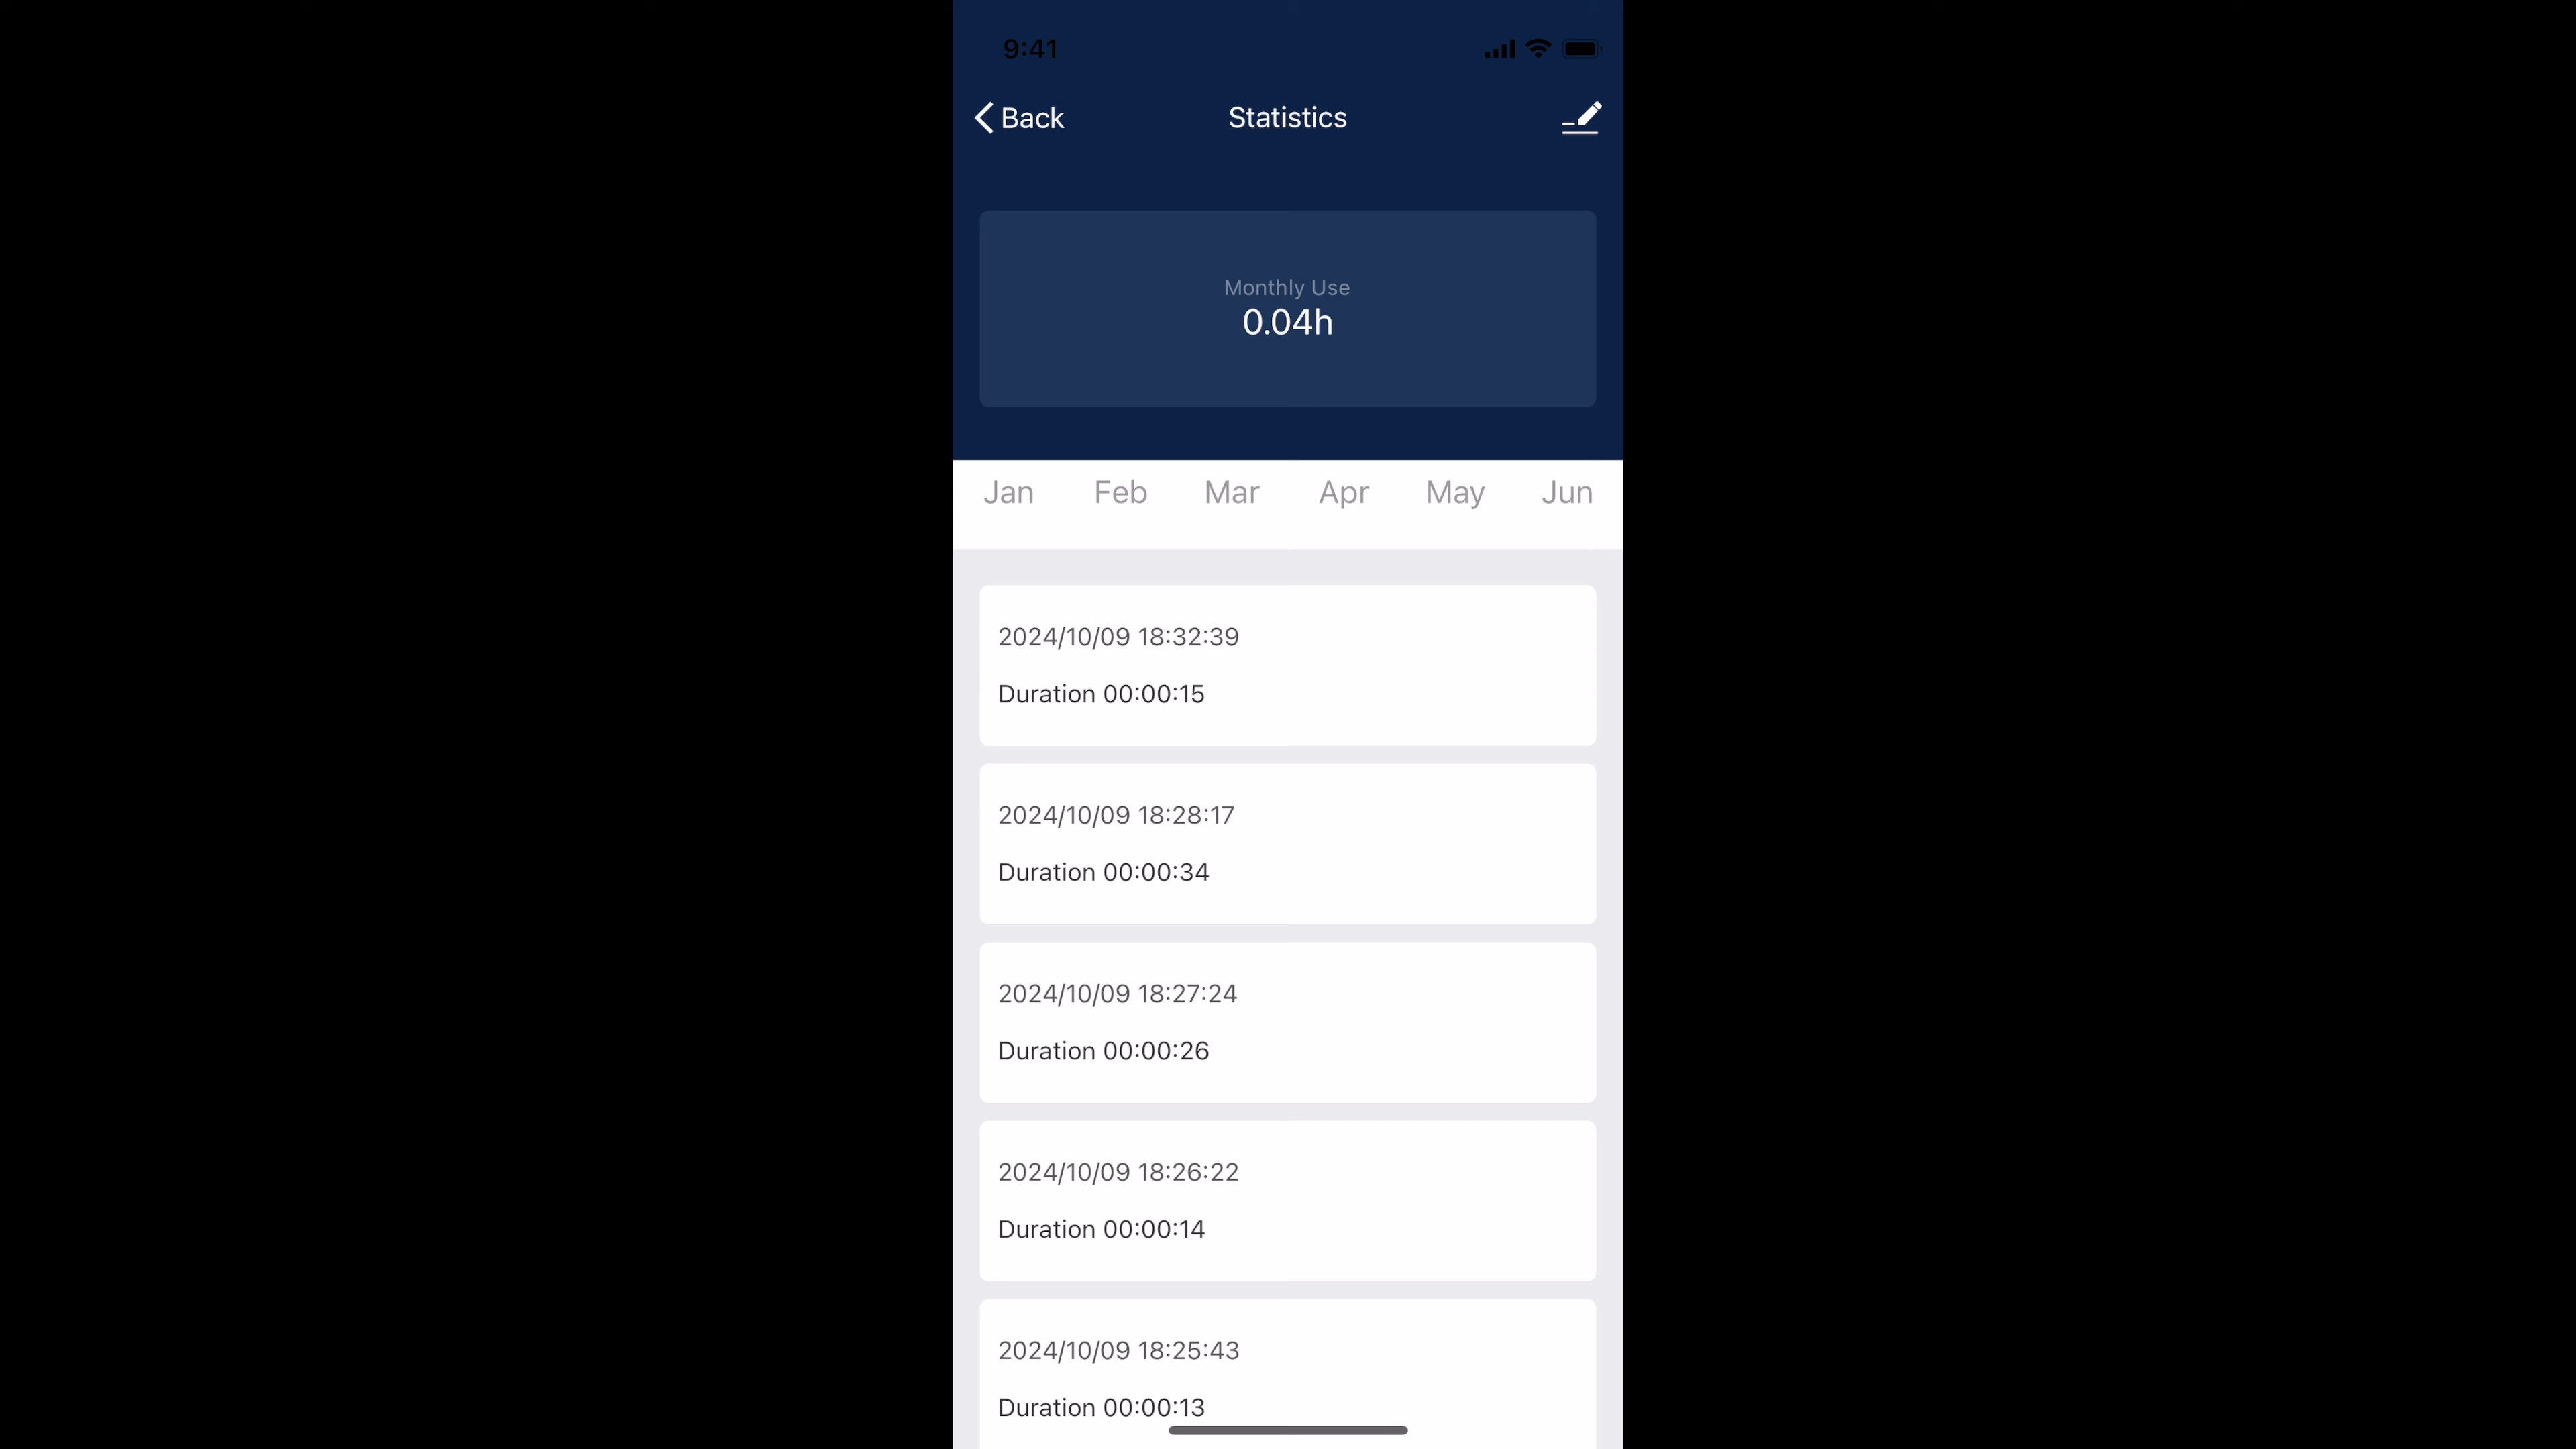 9:41
Back
Statistics
Monthly Use
0.04h
Jan Feb Mar Apr May Jun
2024/10/09 18:32:39
Duration 00:00:15
2024/10/09 18:28:17
Duration 00:00:34
2024/10/09 18:27:24
Duration 00:00:26
2024/10/09 18:26:22
Duration 00:00:14
2024/10/09 18:25:43
Duration 00:00:13